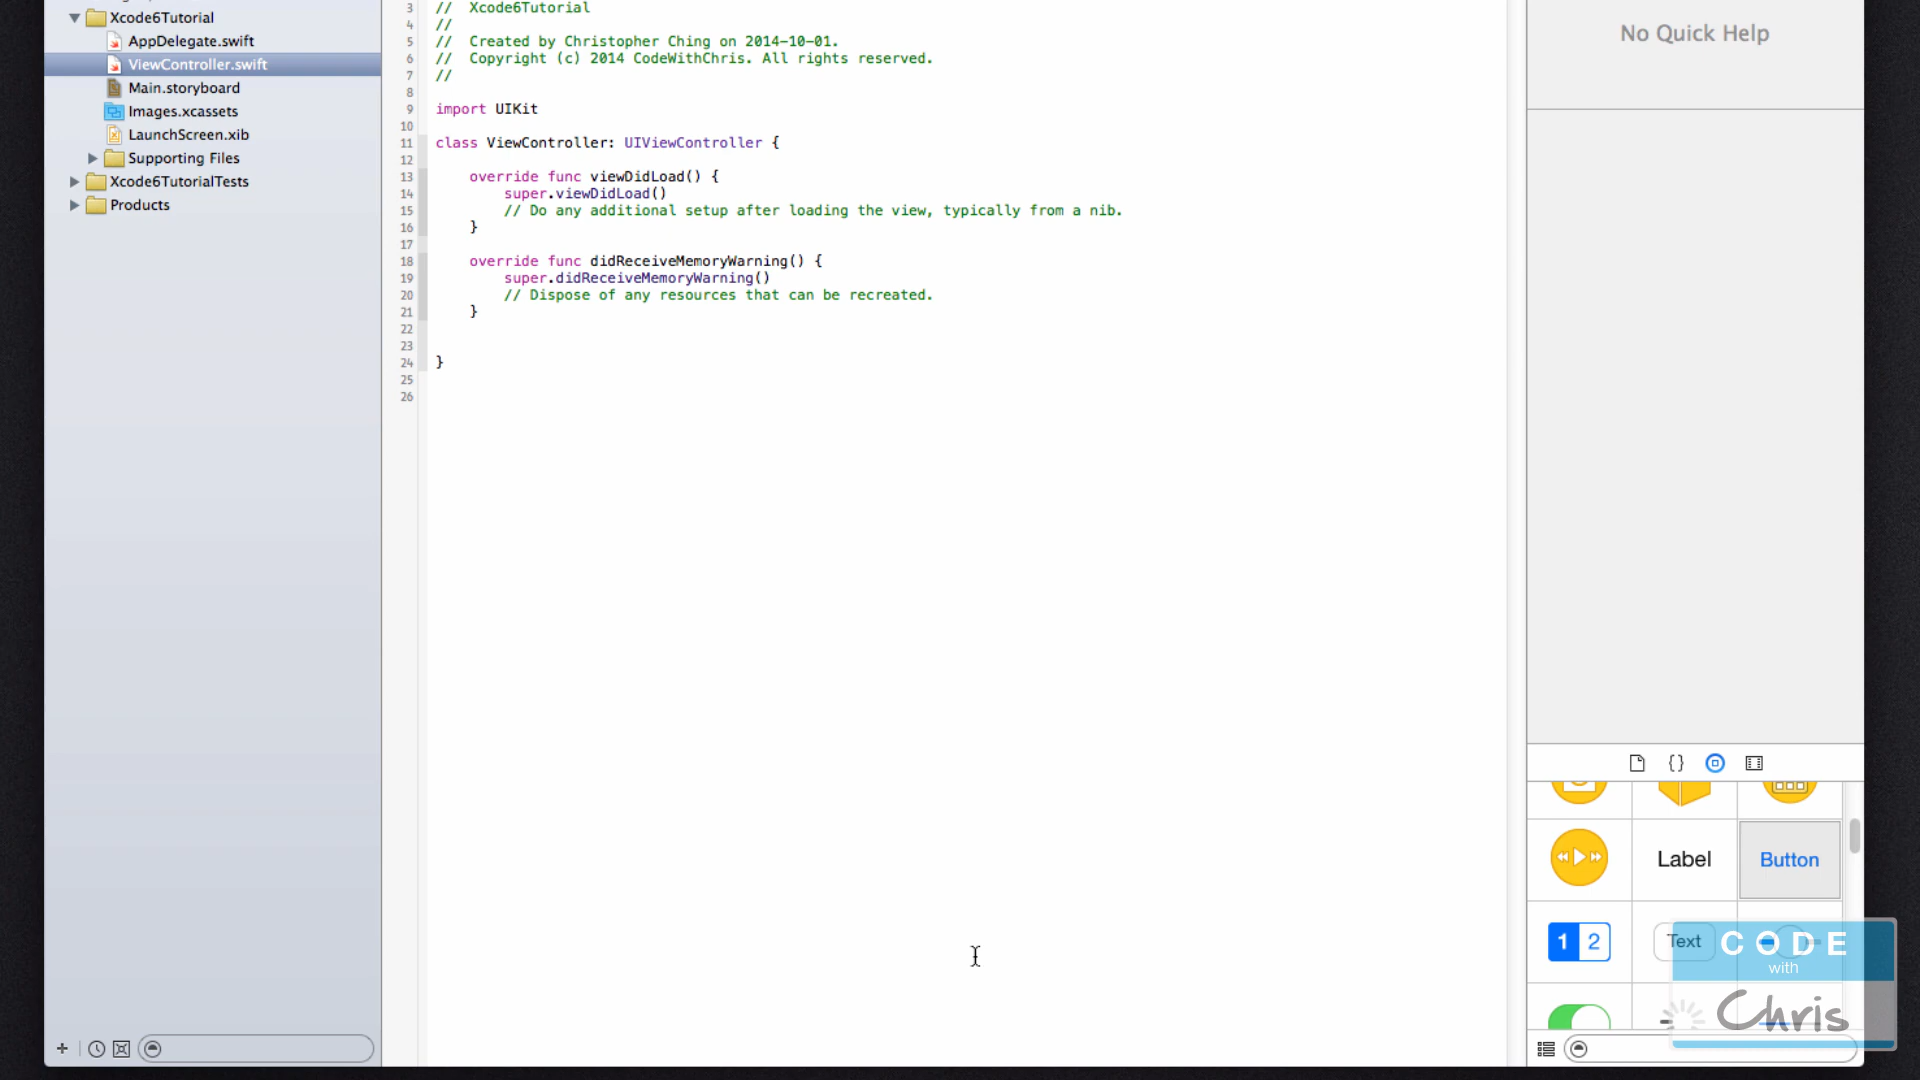 Xcode6Tutorial
AppDelegate.swift
ViewController.swift
Main.storyboard
Images.xcassets
LaunchScreen.xib
Supporting Files
Xcode6TutorialTests
Products
3 // Xcode6Tutorial
4 //
5 // Created by Christopher Ching on 2014-10-01.
6 // Copyright (c) 2014 CodeWithChris. All rights reserved.
7 //
8
9 import UIKit
10
11 class ViewController: UIViewController {
12
13 override func viewDidLoad() {
14 super.viewDidLoad()
15 // Do any additional setup after loading the view, typically from a nib.
16 }
17
18 override func didReceiveMemoryWarning() {
19 super.didReceiveMemoryWarning()
20 // Dispose of any resources that can be recreated.
21 }
22
23
24 }
25
26
No Quick Help
{}
Label
Button
1 2
Text
CODE
with
Chris